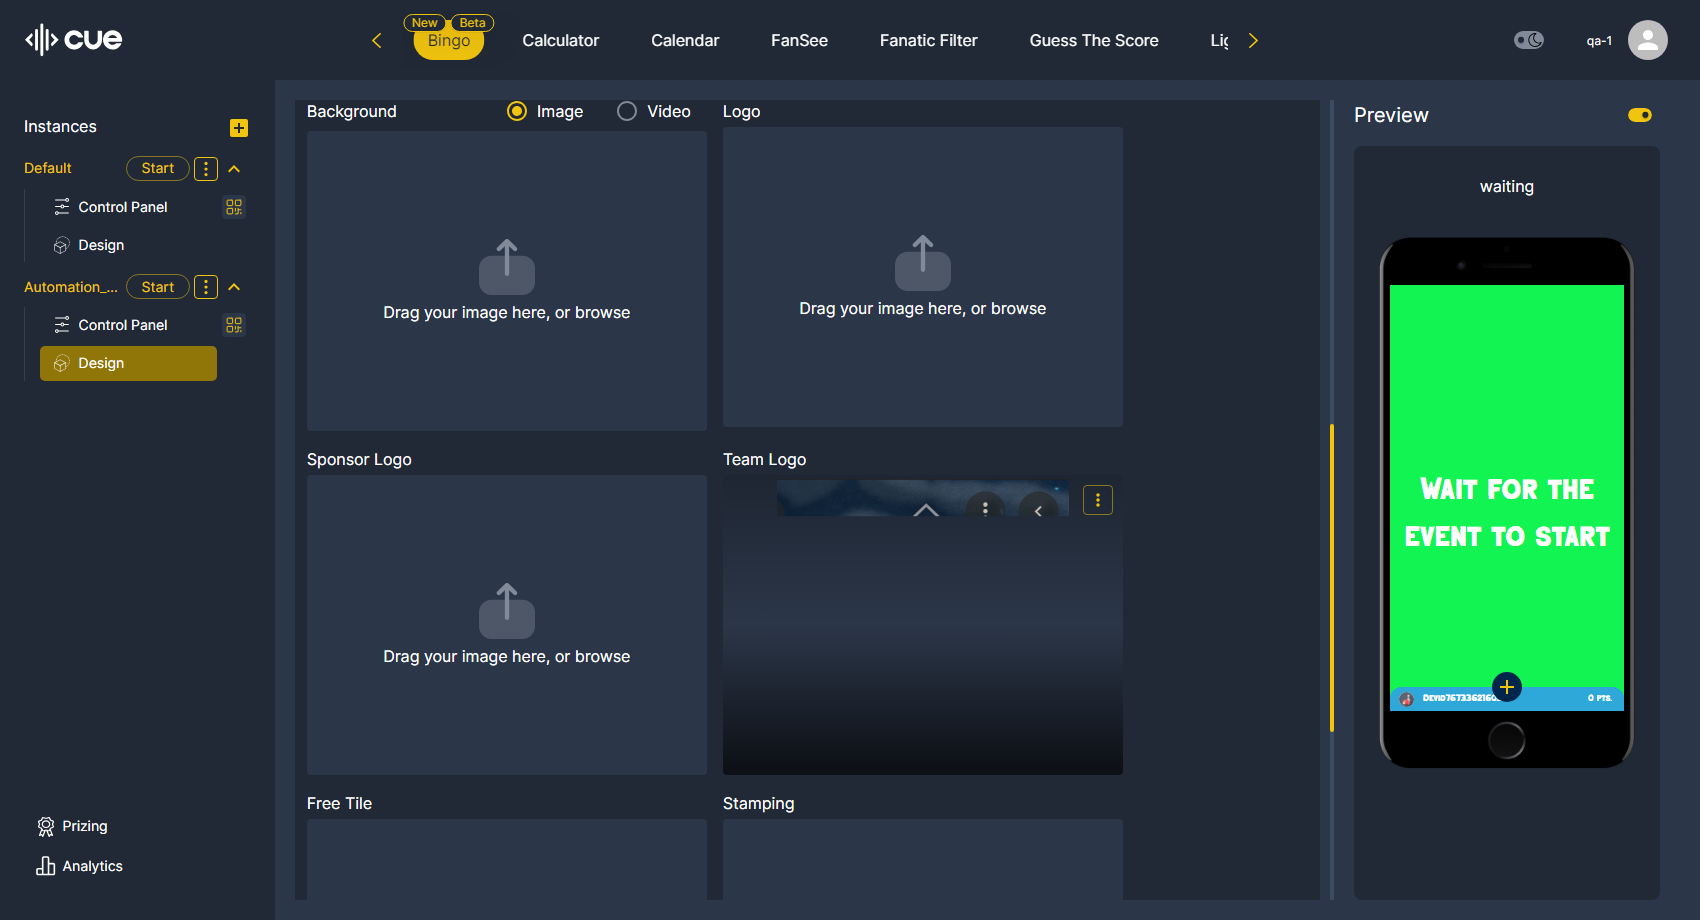 cue
New
Beta
Bingo
Calculator
Calendar
FanSee
Fanatic Filter
Guess The Score
qa-1
Instances
Default
Start
Control Panel
Design
Automation_...
Start
Control Panel
Design
Prizing
Analytics
Background
Image
Video
Logo
Drag your image here, or browse
Drag your image here, or browse
Sponsor Logo
Team Logo
Drag your image here, or browse
Free Tile
Stamping
Preview
waiting
Wait for the
event to start
0 pts.